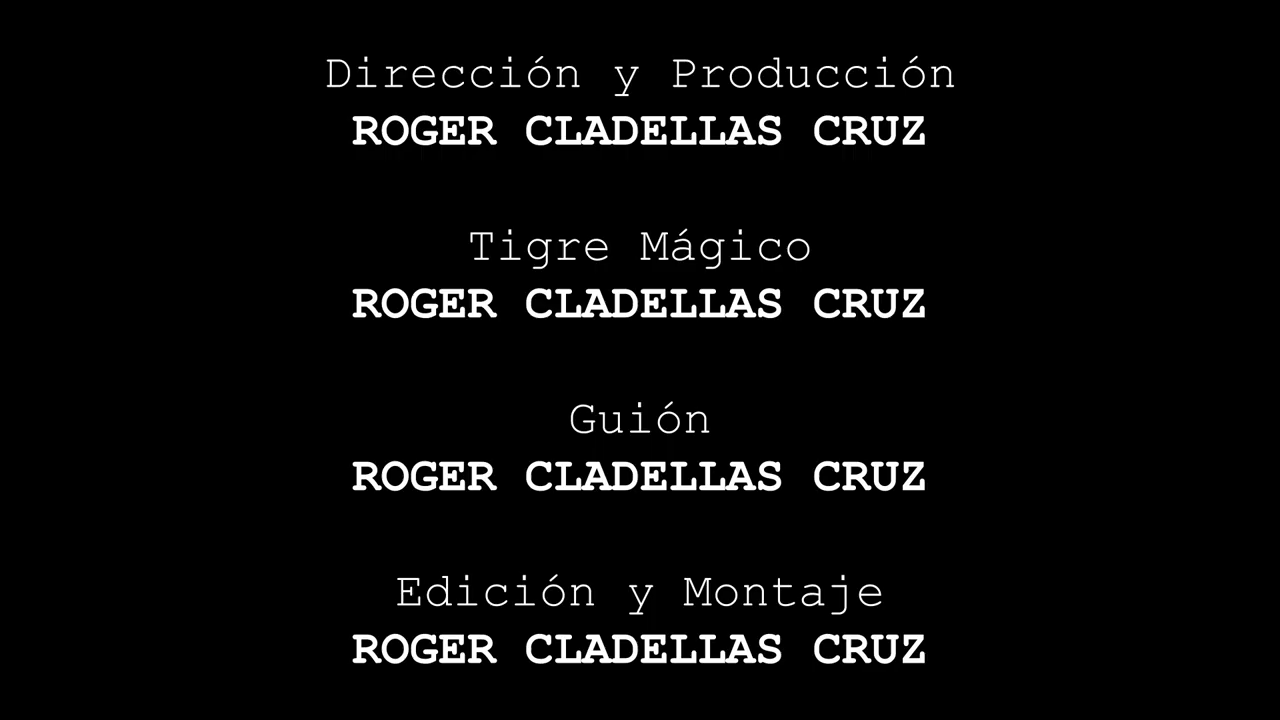 Dirección y Producción
ROGER CLADELLAS CRUZ
Tigre Mágico
ROGER CLADELLAS CRUZ
Guión
ROGER CLADELLAS CRUZ
Edición y Montaje
ROGER CLADELLAS CRUZ